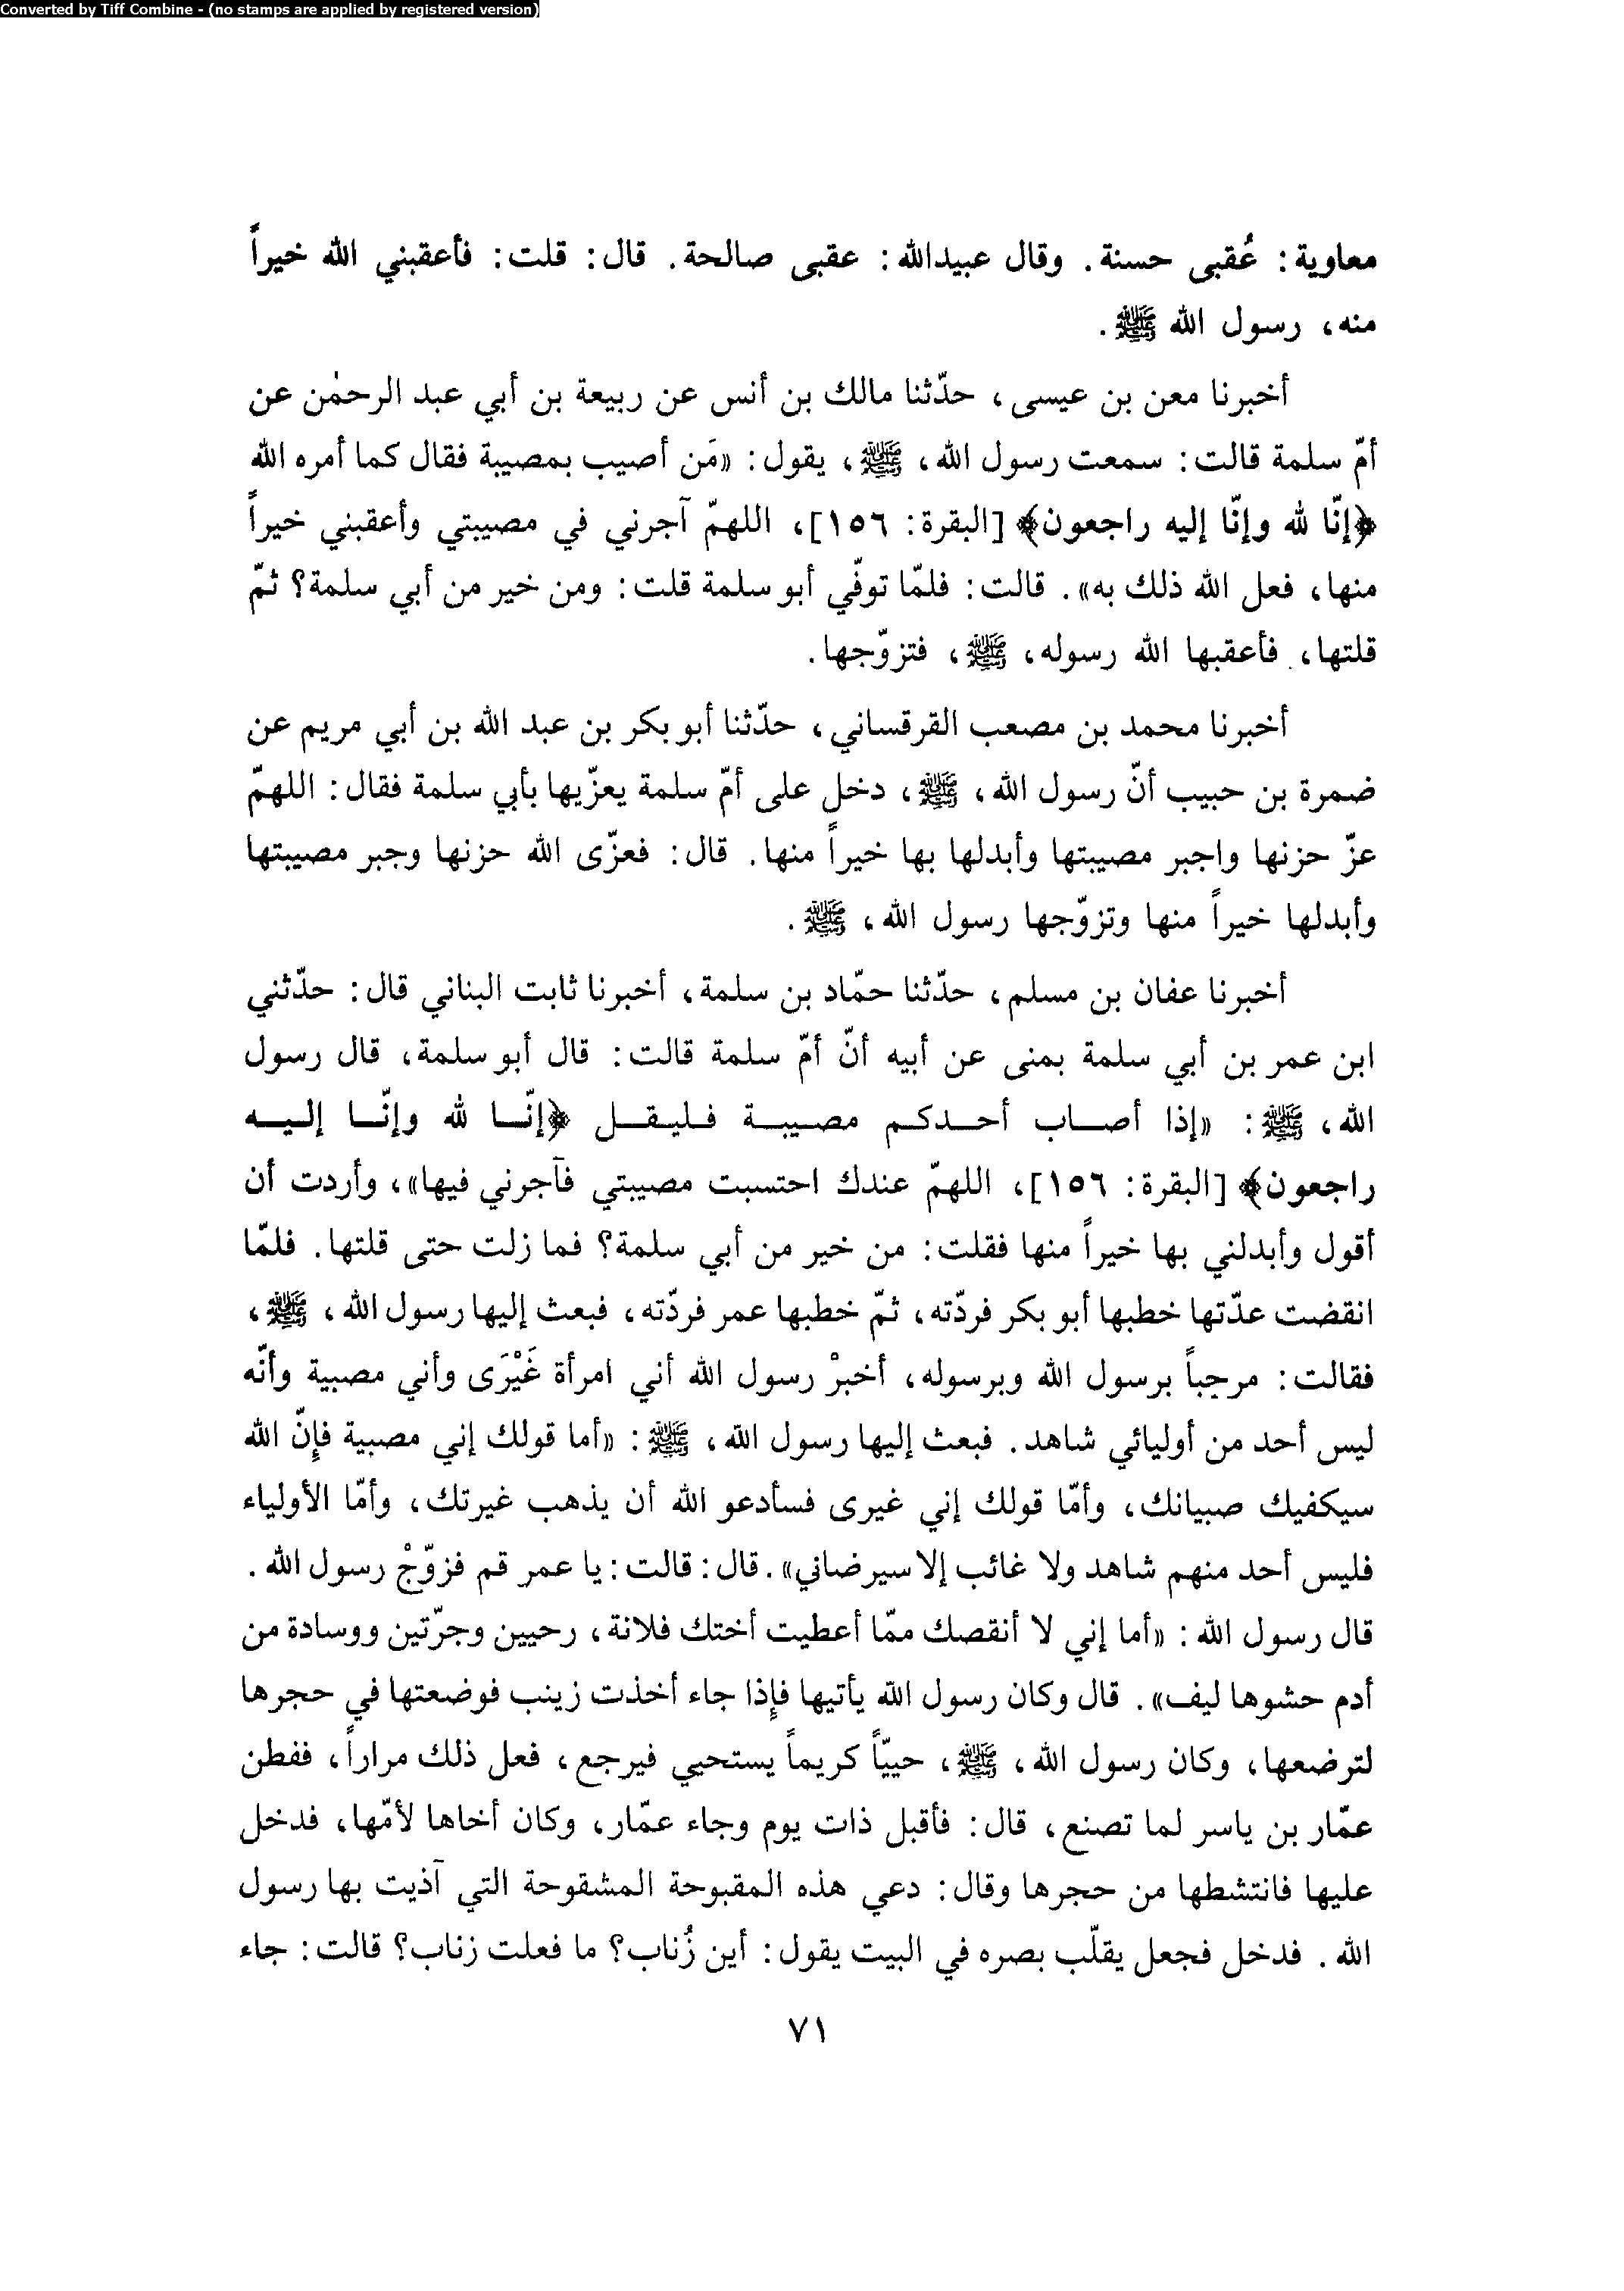 Converted by Tiff Combine - (no stamps are applied by registered version)
معاوية: عُقبى حسنة. وقال عبيدالله: عقبى صالحة. قال: قلت: فأعقبني الله خيراً
منه، رسول الله ﷺ.
أخبرنا معن بن عيسى، حدّثنا مالك بن أنس عن ربيعة بن أبي عبد الرحمٰن عن
أمّ سلمة قالت: سمعت رسول الله، ﷺ، يقول: «مَن أصيب بمصيبة فقال كما أمره الله
﴿إنّا لله وإنّا إليه راجعون﴾ [البقرة: ١٥٦]، اللهمّ آجرني في مصيبتي وأعقبني خيراً
منها، فعل الله ذلك به». قالت: فلمّا توفّي أبو سلمة قلت: ومن خير من أبي سلمة؟ ثمّ
قلتها، فأعقبها الله رسوله، ﷺ، فتزوّجها.
أخبرنا محمد بن مصعب القرقساني، حدّثنا أبو بكر بن عبد الله بن أبي مريم عن
ضمرة بن حبيب أنّ رسول الله، ﷺ، دخل على أمّ سلمة يعزّيها بأبي سلمة فقال: اللهمّ
عزّ حزنها واجبر مصيبتها وأبدلها بها خيراً منها. قال: فعزّى الله حزنها وجبر مصيبتها
وأبدلها خيراً منها وتزوّجها رسول الله، ﷺ.
أخبرنا عفان بن مسلم، حدّثنا حمّاد بن سلمة، أخبرنا ثابت البناني قال: حدّثني
ابن عمر بن أبي سلمة بمنى عن أبيه أنّ أمّ سلمة قالت: قال أبو سلمة، قال رسول
الله، ﷺ: «إذا أصاب أحدكم مصيبة فليقل ﴿إنّا لله وإنّا إليه
راجعون﴾ [البقرة: ١٥٦]، اللهمّ عندك احتسبت مصيبتي فآجرني فيها»، وأردت أن
أقول وأبدلني بها خيراً منها فقلت: من خير من أبي سلمة؟ فما زلت حتى قلتها. فلمّا
انقضت عدّتها خطبها أبو بكر فردّته، ثمّ خطبها عمر فردّته، فبعث إليها رسول الله، ﷺ،
فقالت: مرحباً برسول الله وبرسوله، أخبرْ رسول الله أني امرأة غَيْرَى وأني مصبية وأنّه
ليس أحد من أوليائي شاهد. فبعث إليها رسول الله، ﷺ: «أما قولك إني مصبية فإنّ الله
سيكفيك صبيانك، وأمّا قولك إني غيرى فسأدعو الله أن يذهب غيرتك، وأمّا الأولياء
فليس أحد منهم شاهد ولا غائب إلا سيرضاني». قال: قالت: يا عمر قم فزوّجْ رسول الله.
قال رسول الله: «أما إني لا أنقصك ممّا أعطيت أختك فلانة، رحيين وجرّتين ووسادة من
أدم حشوها ليف». قال وكان رسول الله يأتيها فإذا جاء أخذت زينب فوضعتها في حجرها
لترضعها، وكان رسول الله، ﷺ، حييّاً كريماً يستحيي فيرجع، فعل ذلك مراراً، ففطن
عمّار بن ياسر لما تصنع، قال: فأقبل ذات يوم وجاء عمّار، وكان أخاها لأمّها، فدخل
عليها فانتشطها من حجرها وقال: دعي هذه المقبوحة المشقوحة التي آذيت بها رسول
الله. فدخل فجعل يقلّب بصره في البيت يقول: أين زُناب؟ ما فعلت زناب؟ قالت: جاء
٧١